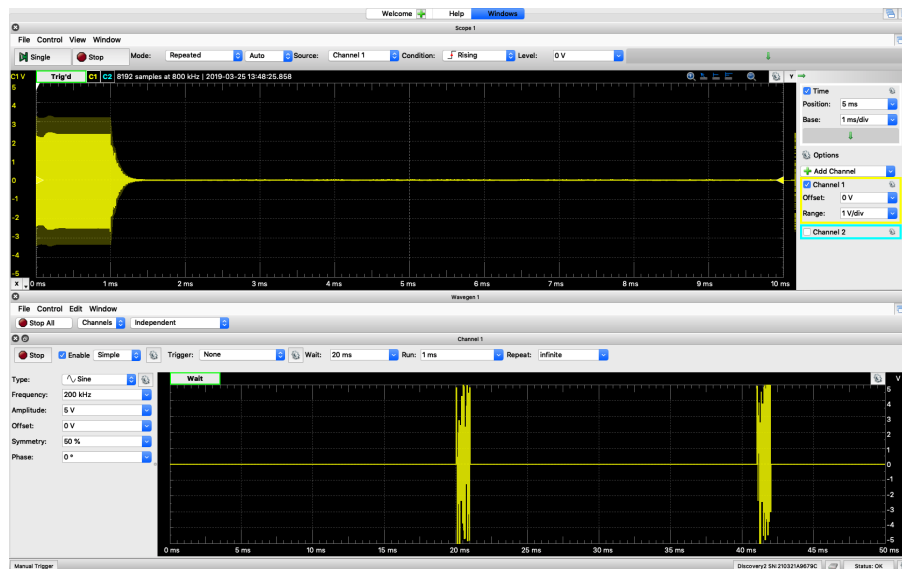 Welcome Help Windows
Scope 1
File Control View Window
Single Stop Mode: Repeated Auto Source: Channel 1 Condition: Rising Level: 0 V
C1 V Trig'd C1 C2 8192 samples at 800 kHz | 2019-03-25 13:48:25.858 Y
5
4
3
2
1
0
-1
-2
-3
-4
-5
X 0 ms 1 ms 2 ms 3 ms 4 ms 5 ms 6 ms 7 ms 8 ms 9 ms 10 ms
Time
Position: 5 ms
Base: 1 ms/div
Options
Add Channel
Channel 1
Offset: 0 V
Range: 1 V/div
Channel 2
Wavegen 1
File Control Edit Window
Stop All Channels Independent
Channel 1
Stop Enable Simple Trigger: None Wait: 20 ms Run: 1 ms Repeat: infinite
Type: Sine
Frequency: 200 kHz
Amplitude: 5 V
Offset: 0 V
Symmetry: 50 %
Phase: 0 °
Wait V
5
4
3
2
1
0
-1
-2
-3
-4
-5
0 ms 5 ms 10 ms 15 ms 20 ms 25 ms 30 ms 35 ms 40 ms 45 ms 50 ms
Manual Trigger Discovery2 SN:210321A9679C Status: OK